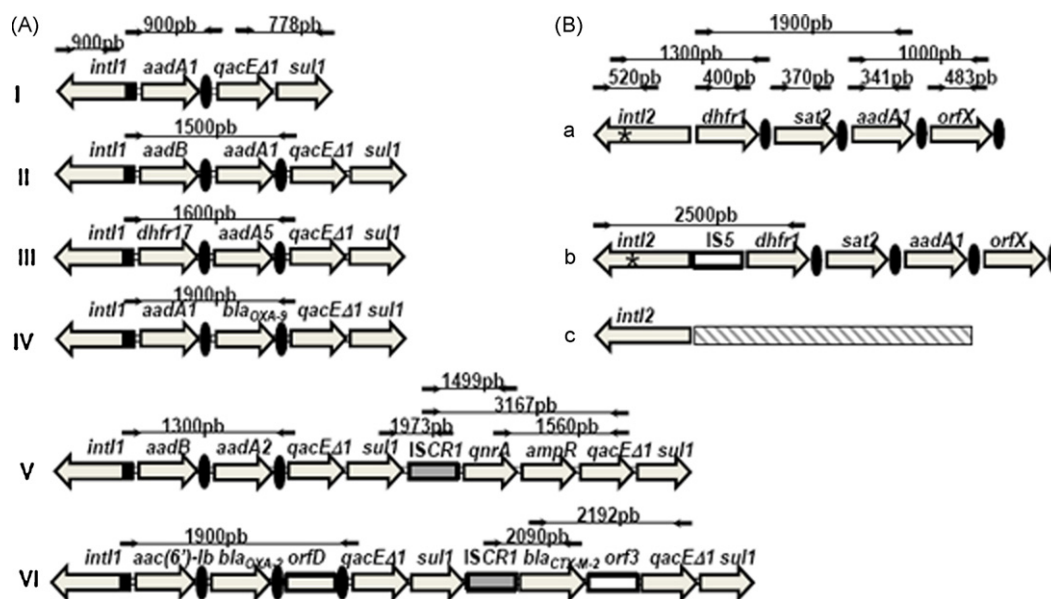 (A)
900pb 778pb
900pb
intI1 aadA1 qacEΔ1 sul1
I
1500pb
intI1 aadB aadA1 qacEΔ1 sul1
II
1600pb
intI1 dhfr17 aadA5 qacEΔ1 sul1
III
1900pb
intI1 aadA1 blaOXA-9 qacEΔ1 sul1
IV
1499pb
3167pb
1300pb 1973pb 1560pb
intI1 aadB aadA2 qacEΔ1 sul1 ISCR1 qnrA ampR qacEΔ1 sul1
V
2192pb
1900pb 2090pb
intI1 aac(6')-Ib blaOXA-2 orfD qacEΔ1 sul1 ISCR1 blaCTX-M-2 orf3 qacEΔ1 sul1
VI
(B)
1900pb
1300pb 1000pb
520pb 400pb 370pb 341pb 483pb
intI2 dhfr1 sat2 aadA1 orfX
a *
2500pb
intI2 IS5 dhfr1 sat2 aadA1 orfX
b *
intI2
c